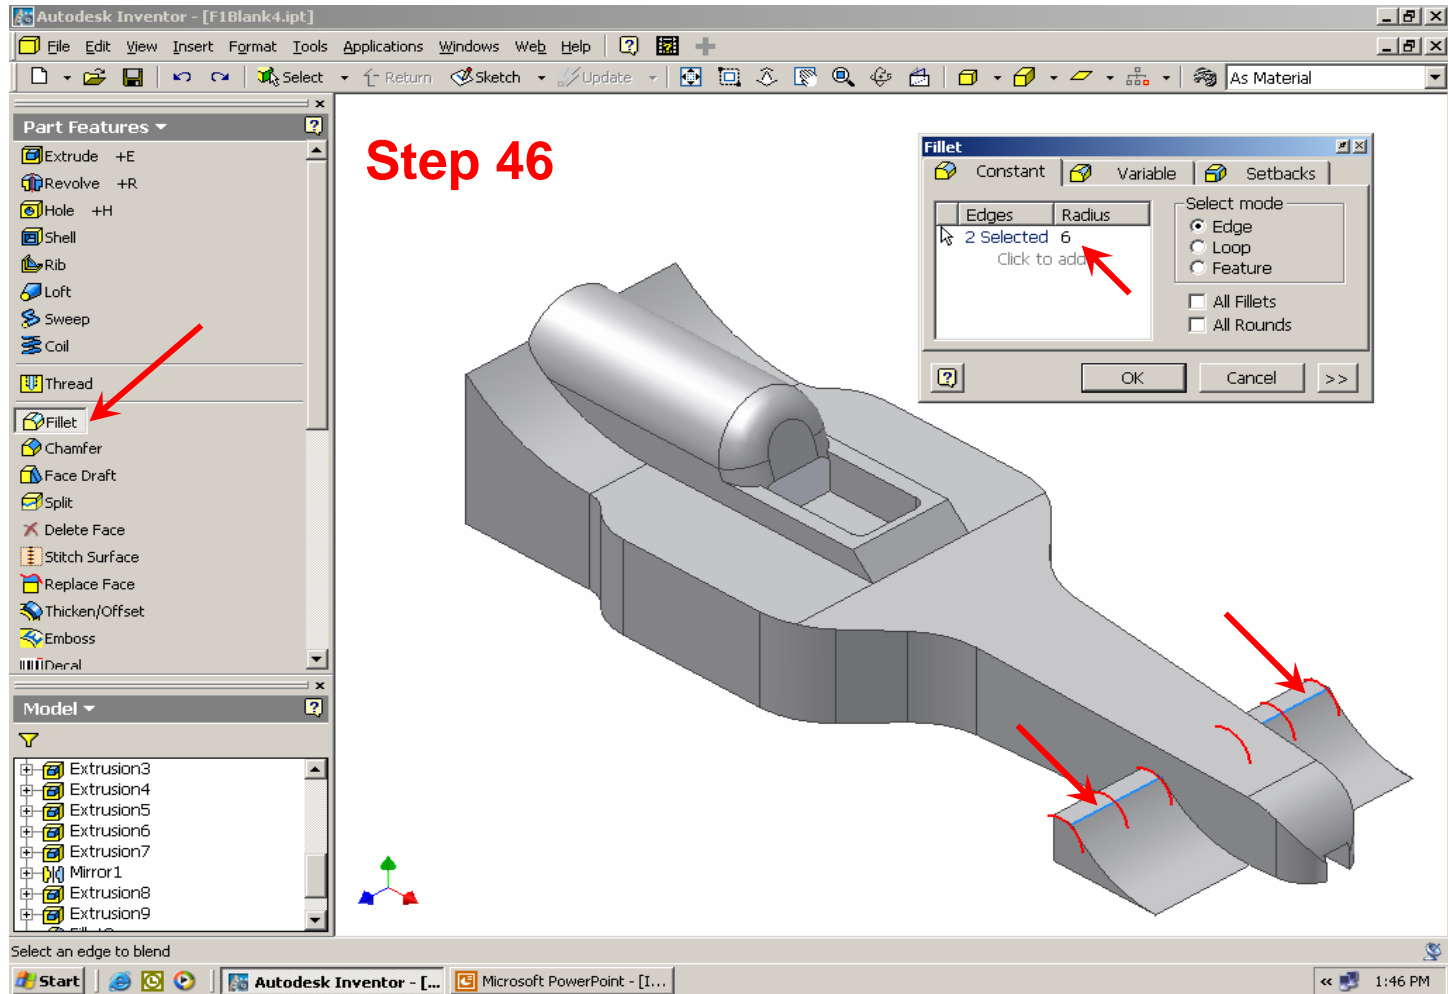 Autodesk Inventor - [F1Blank4.ipt]
File Edit View Insert Format Tools Applications Windows Web Help
Select Return Sketch Update As Material
Part Features
Extrude +E
Revolve +R
Hole +H
Shell
Rib
Loft
Sweep
Coil
Thread
Fillet
Chamfer
Face Draft
Split
Delete Face
Stitch Surface
Replace Face
Thicken/Offset
Emboss
Decal
Step 46
Fillet
Constant Variable Setbacks
Edges Radius
2 Selected 6
Click to add
Select mode
Edge
Loop
Feature
All Fillets
All Rounds
OK Cancel >>
Model
Extrusion3
Extrusion4
Extrusion5
Extrusion6
Extrusion7
Mirror1
Extrusion8
Extrusion9
Select an edge to blend
Start Autodesk Inventor - [... Microsoft PowerPoint - [I... « 1:46 PM